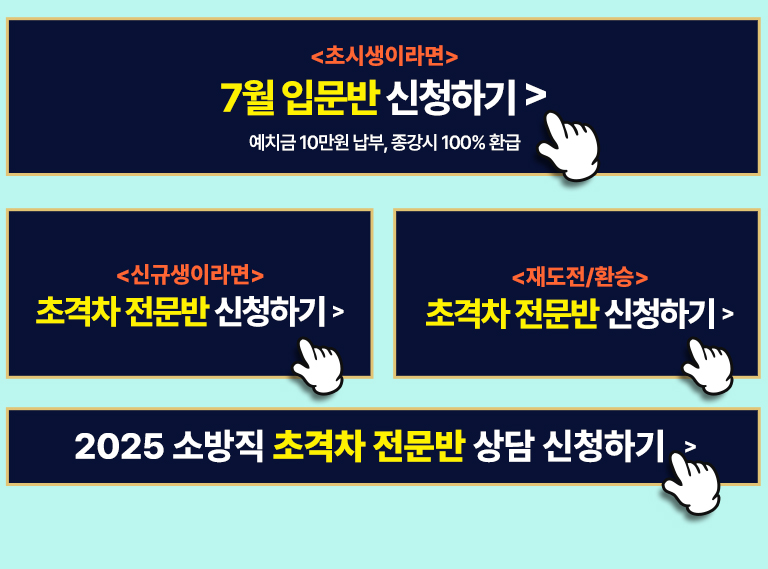 <초시생이라면>
7월 입문반 신청하기 >
예치금 10만원 납부, 종강시 100% 환급
<신규생이라면>
초격차 전문반 신청하기 >
<재도전/환승>
초격차 전문반 신청하기 >
2025 소방직 초격차 전문반 상담 신청하기 >